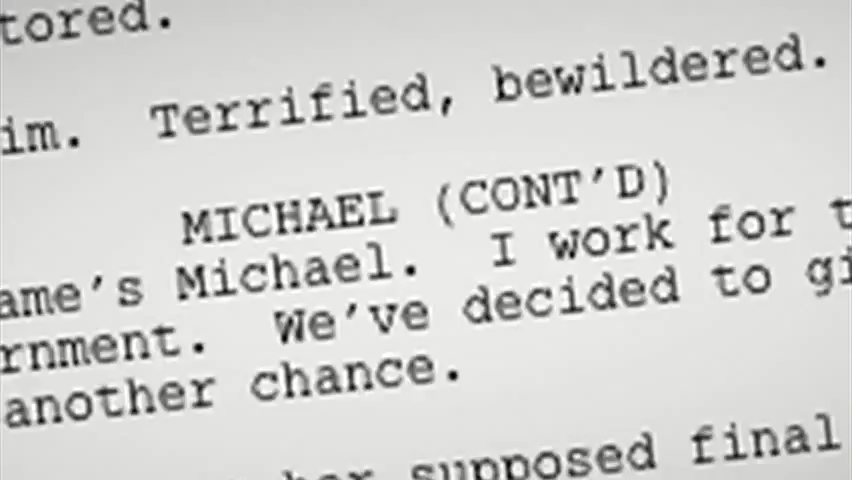 tored.
im. Terrified, bewildered.
MICHAEL (CONT'D)
ame's Michael. I work for t
rnment. We've decided to gi
another chance.
her supposed final